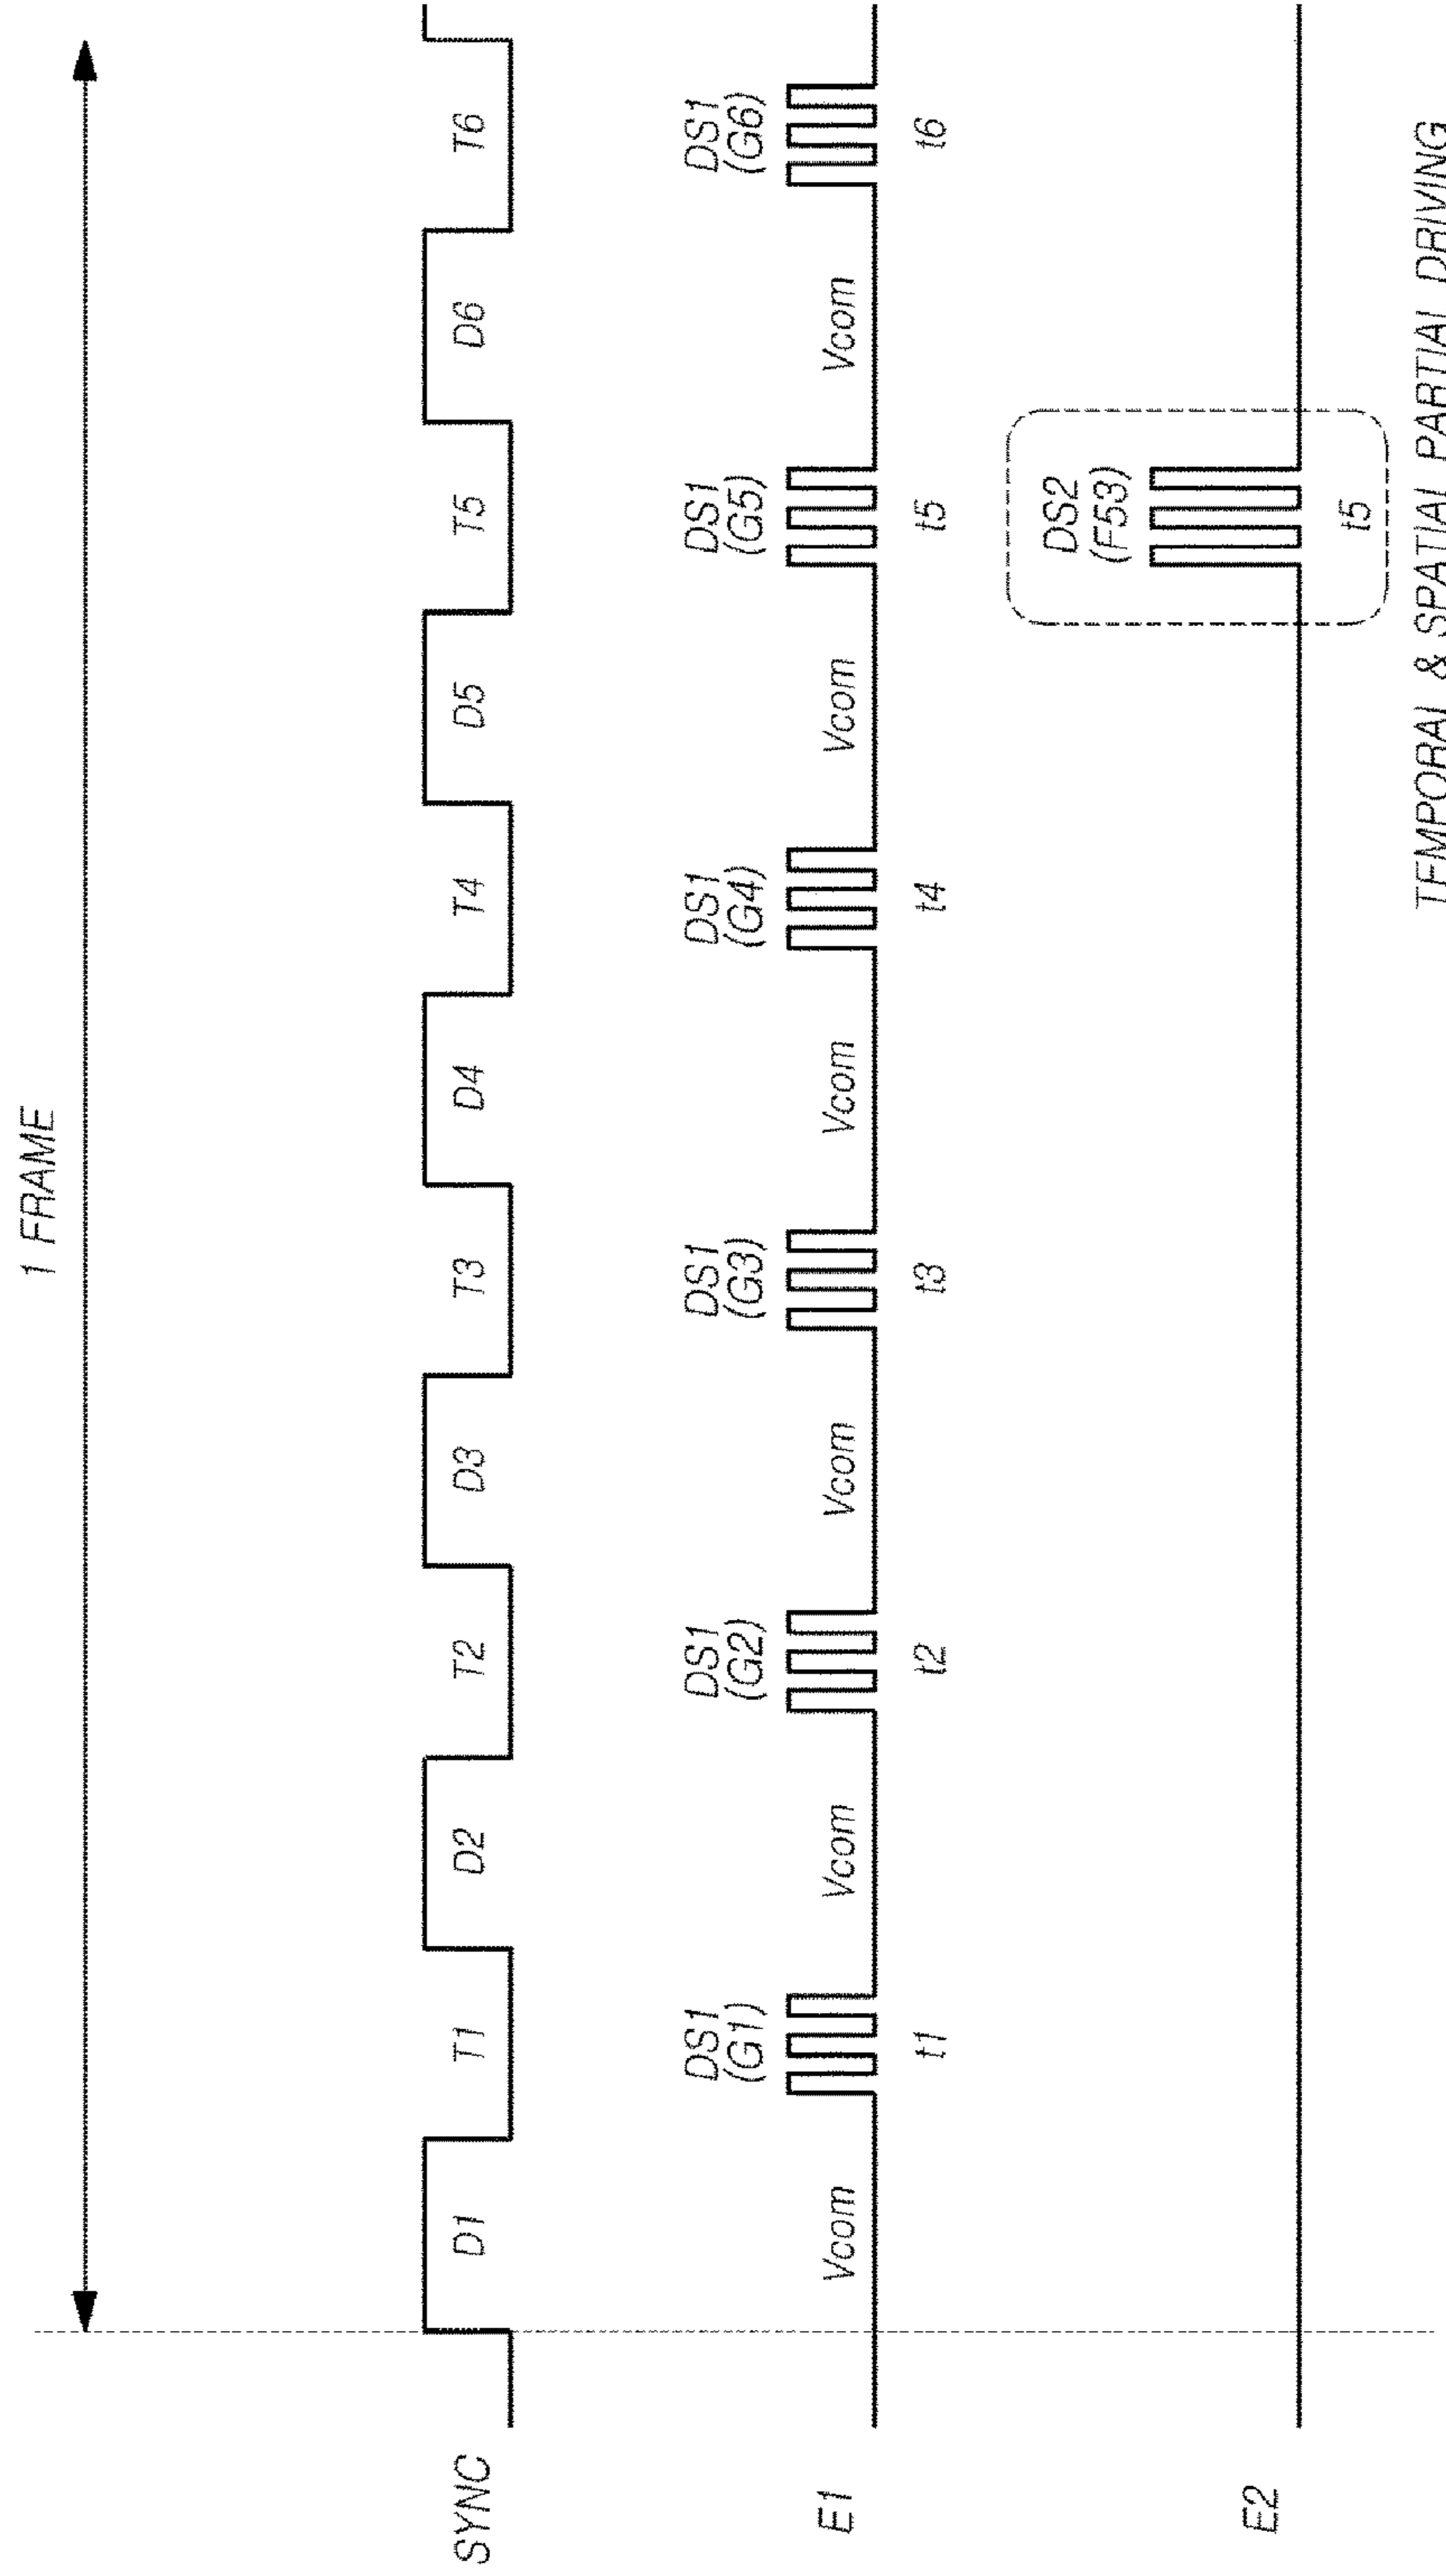 1 FRAME
SYNC
D1 T1 D2 T2 D3 T3 D4 T4 D5 T5 D6 T6
DS1 DS1 DS1 DS1 DS1 DS1
(G1) (G2) (G3) (G4) (G5) (G6)
E1
Vcom Vcom Vcom Vcom Vcom Vcom
t1 t2 t3 t4 t5 t6
DS2
(F53)
E2
t5
TEMPORAL & SPATIAL PARTIAL DRIVING